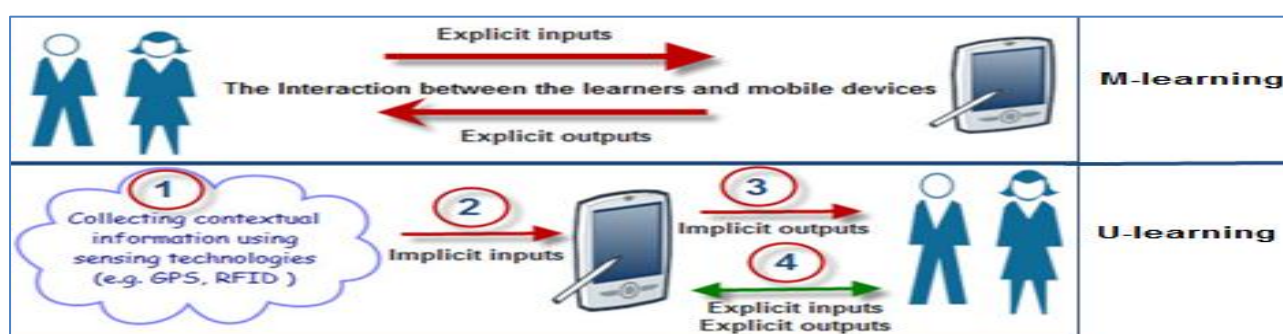 Explicit inputs
The Interaction between the learners and mobile devices
Explicit outputs
M-learning
1
Collecting contextual
information using
sensing technologies
(e.g. GPS, RFID )
2
Implicit inputs
3
Implicit outputs
4
Explicit inputs
Explicit outputs
U-learning